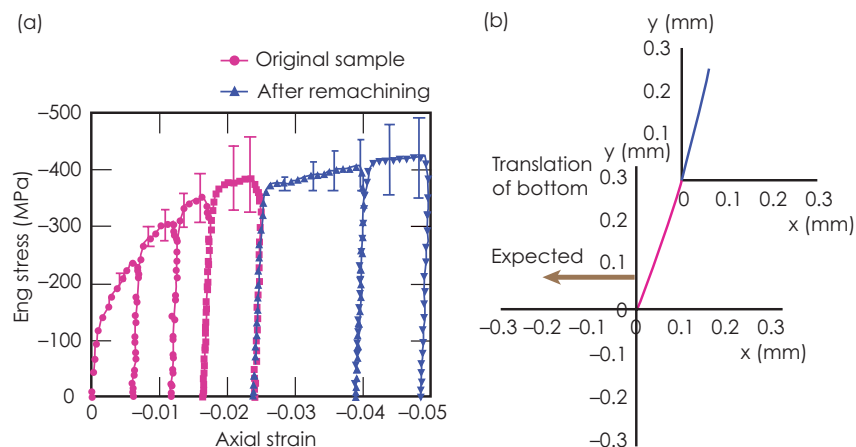 (a)
Original sample
After remachining
–500
–400
–300
–200
–100
0
Eng stress (MPa)
0
–0.01
–0.02
–0.03
–0.04
–0.05
Axial strain
(b)
y (mm)
0.3
0.2
0.1
0
0.1
0.2
0.3
x (mm)
Translation
of bottom
Expected
y (mm)
0.3
0.2
0.1
0
–0.3
–0.2
–0.1
0
0.1
0.2
0.3
x (mm)
–0.1
–0.2
–0.3